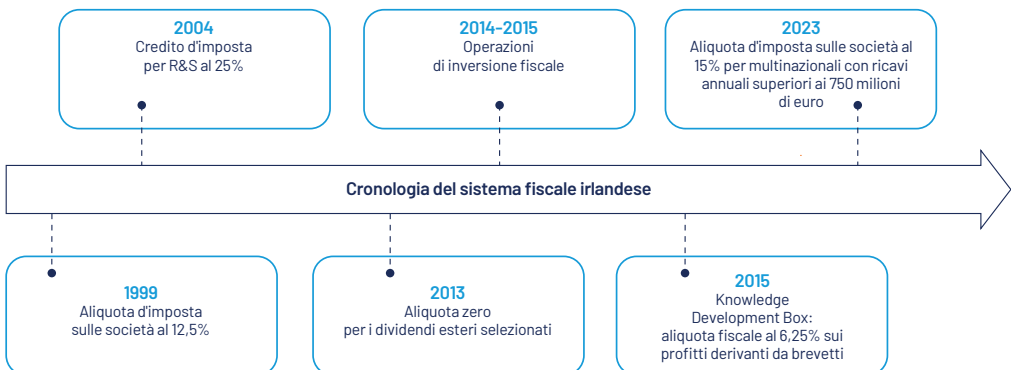 2004
Credito d'imposta
per R&S al 25%
2014-2015
Operazioni
di inversione fiscale
2023
Aliquota d'imposta sulle società al
15% per multinazionali con ricavi
annuali superiori ai 750 milioni
di euro
Cronologia del sistema fiscale irlandese
1999
Aliquota d'imposta
sulle società al 12,5%
2013
Aliquota zero
per i dividendi esteri selezionati
2015
Knowledge
Development Box:
aliquota fiscale al 6,25% sui
profitti derivanti da brevetti